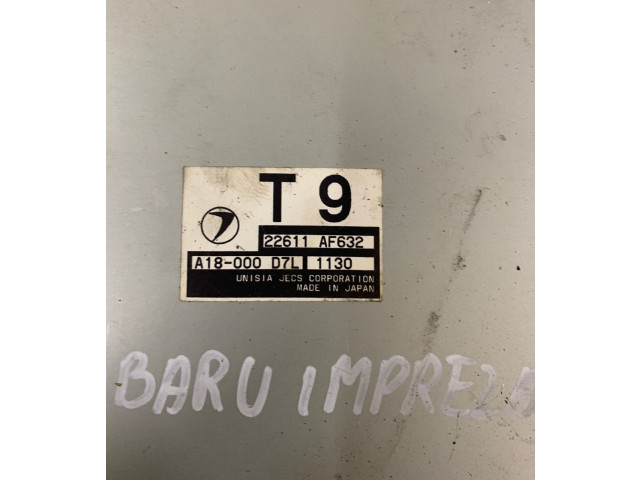 T 9
22611 AF632
A18-000 D7L 1130
UNISIA JECS CORPORATION
MADE IN JAPAN
BARU IMPREZA